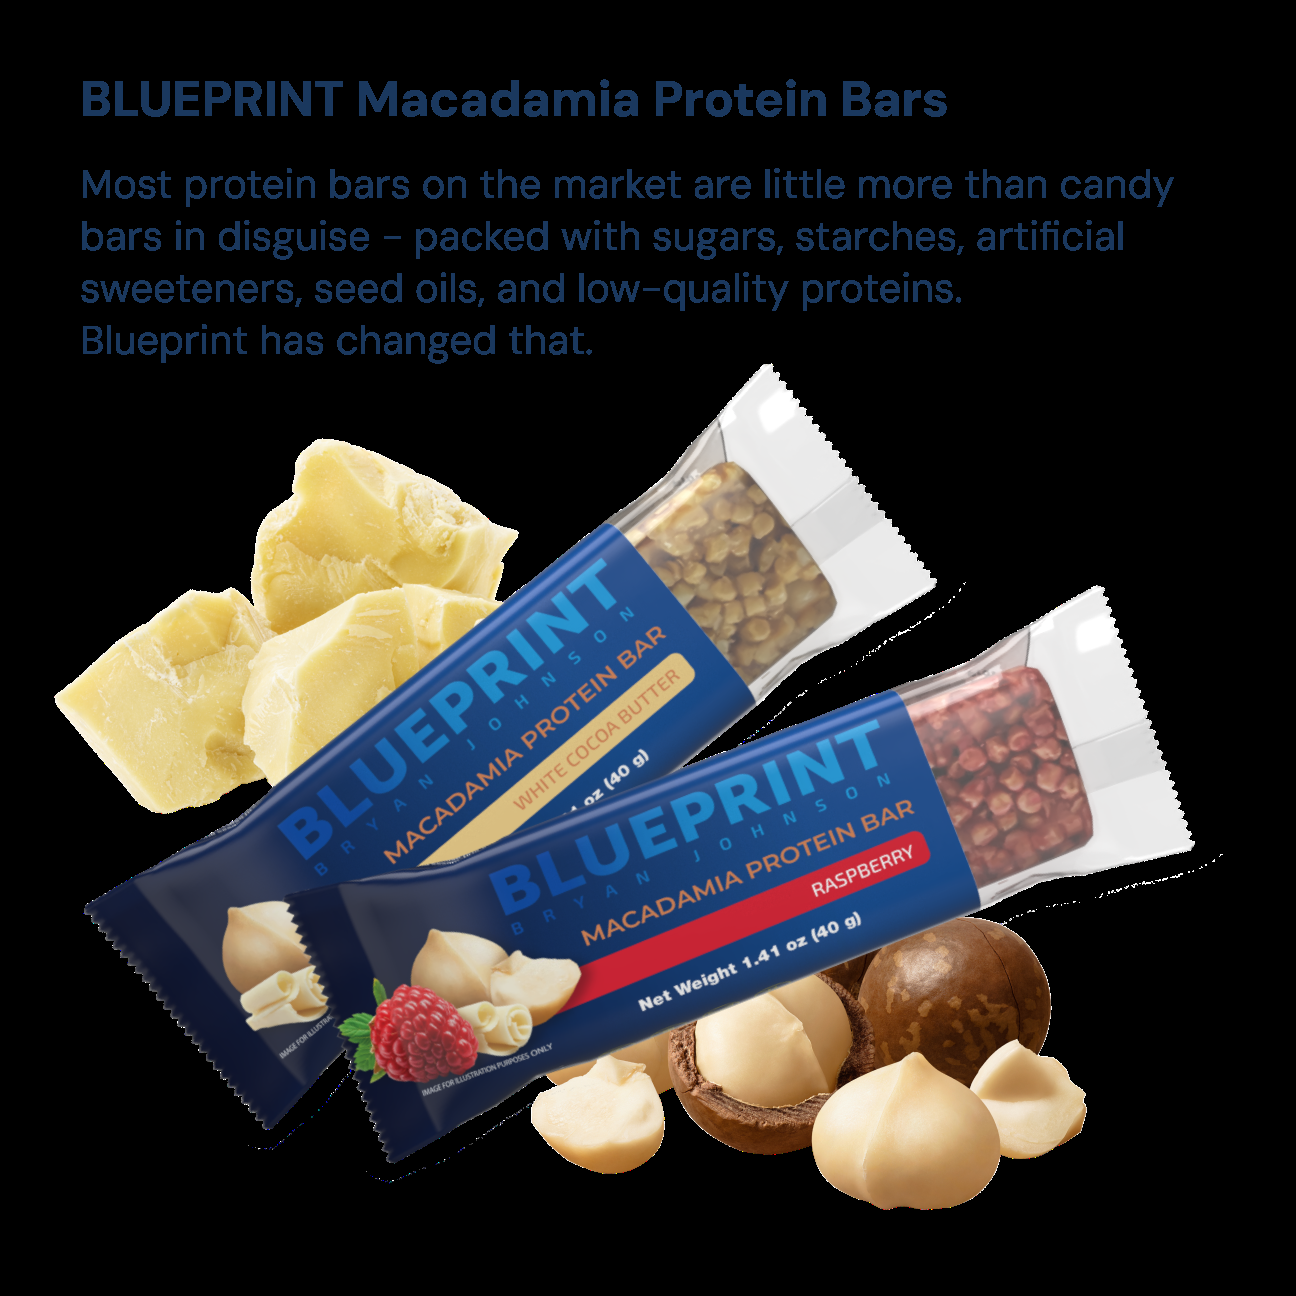 BLUEPRINT Macadamia Protein Bars
Most protein bars on the market are little more than candy
bars in disguise – packed with sugars, starches, artificial
sweeteners, seed oils, and low-quality proteins.
Blueprint has changed that.
BLUEPRINT
BRYAN JOHNSON
MACADAMIA PROTEIN BAR
WHITE COCOA BUTTER
oz (40 g)
IMAGE FOR
BLUEPRINT
BRYAN JOHNSON
MACADAMIA PROTEIN BAR
RASPBERRY
Net Weight 1.41 oz (40 g)
IMAGE FOR ILLUSTRATION PURPOSES ONLY